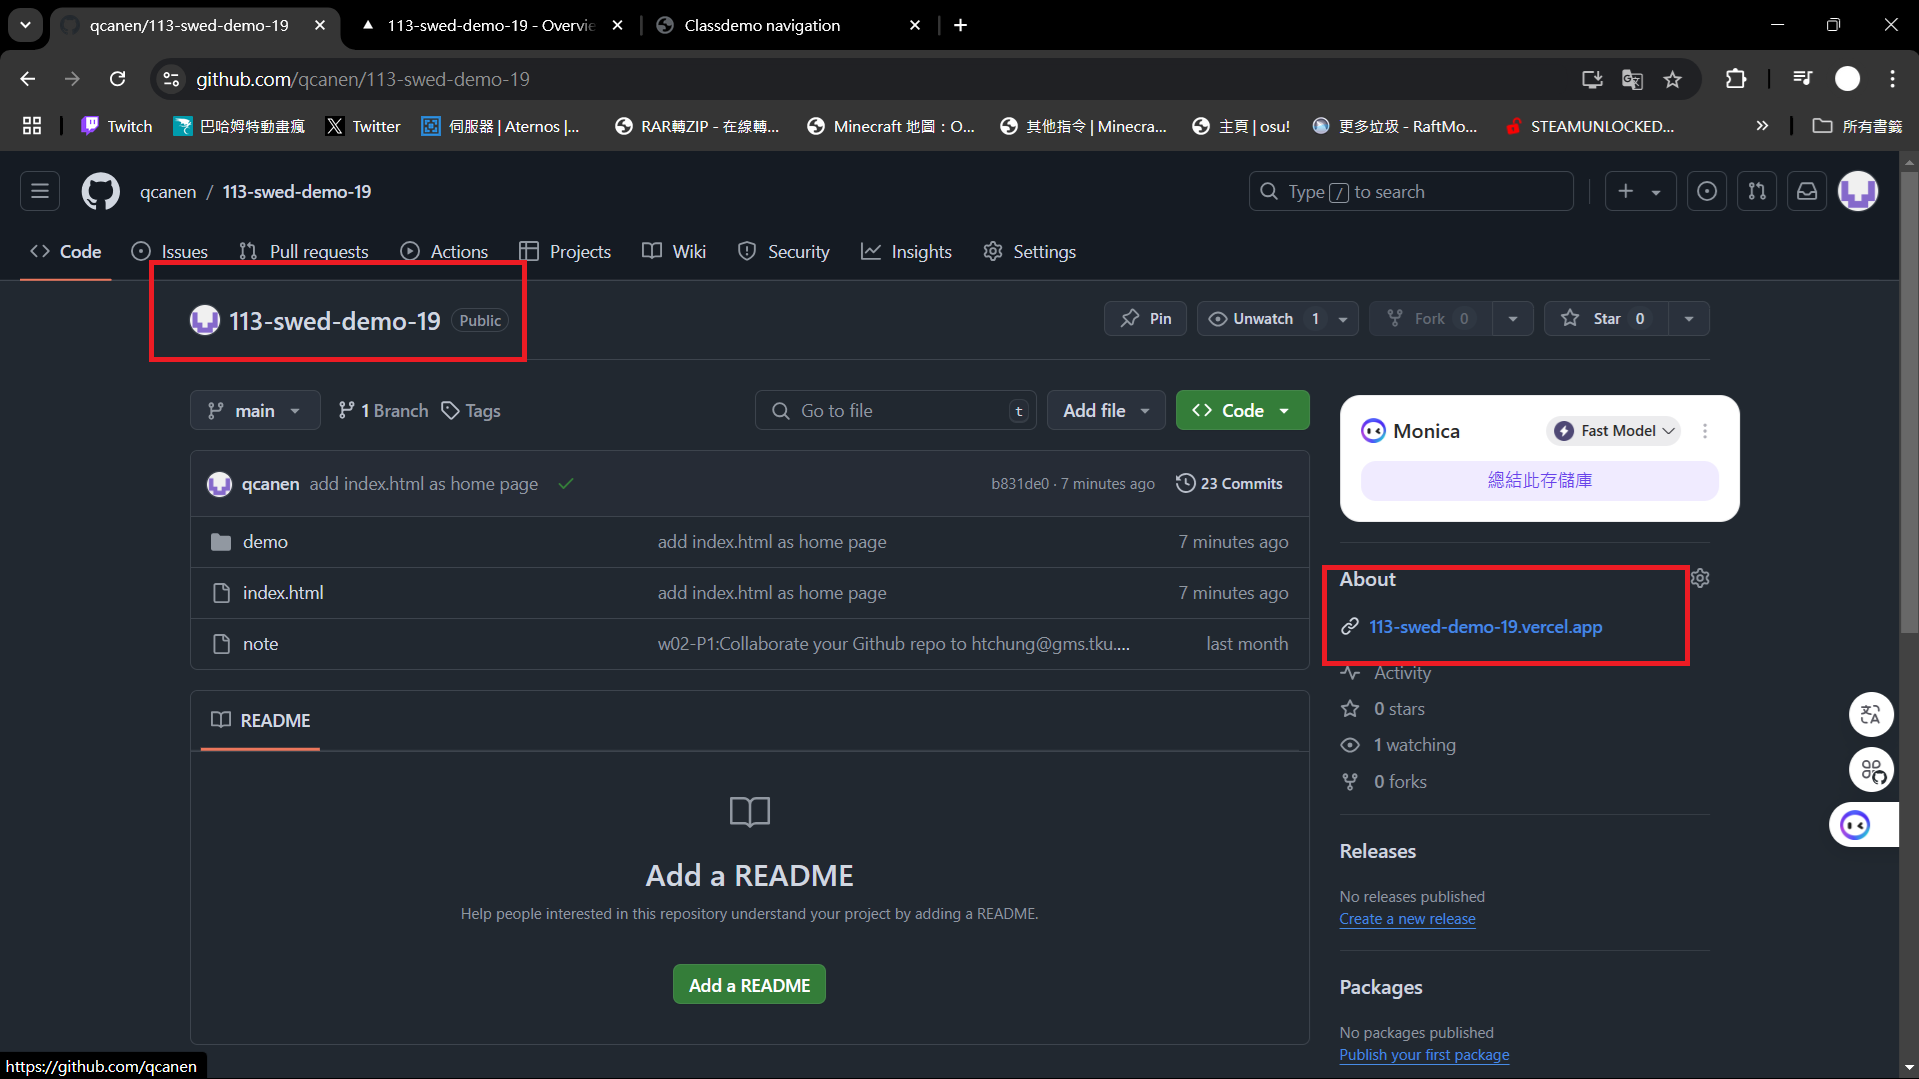 qcanen/113-swed-demo-19
113-swed-demo-19 - Overvie
Classdemo navigation
github.com/qcanen/113-swed-demo-19
Twitch
巴哈姆特動畫瘋
Twitter
伺服器 | Aternos |...
RAR轉ZIP - 在線轉...
Minecraft 地圖：O...
其他指令 | Minecra...
主頁 | osu!
更多垃圾 - RaftMo...
STEAMUNLOCKED...
所有書籤
qcanen / 113-swed-demo-19
Type / to search
Code
Issues
Pull requests
Actions
Projects
Wiki
Security
Insights
Settings
113-swed-demo-19 Public
Pin
Unwatch 1
Fork 0
Star 0
main
1 Branch
Tags
Go to file
t
Add file
Code
Monica
Fast Model
總結此存儲庫
qcanen add index.html as home page
b831de0 · 7 minutes ago
23 Commits
demo
add index.html as home page
7 minutes ago
index.html
add index.html as home page
7 minutes ago
note
w02-P1:Collaborate your Github repo to htchung@gms.tku....
last month
About
113-swed-demo-19.vercel.app
Activity
0 stars
1 watching
0 forks
README
Add a README
Help people interested in this repository understand your project by adding a README.
Add a README
Releases
No releases published
Create a new release
Packages
No packages published
Publish your first package
https://github.com/qcanen